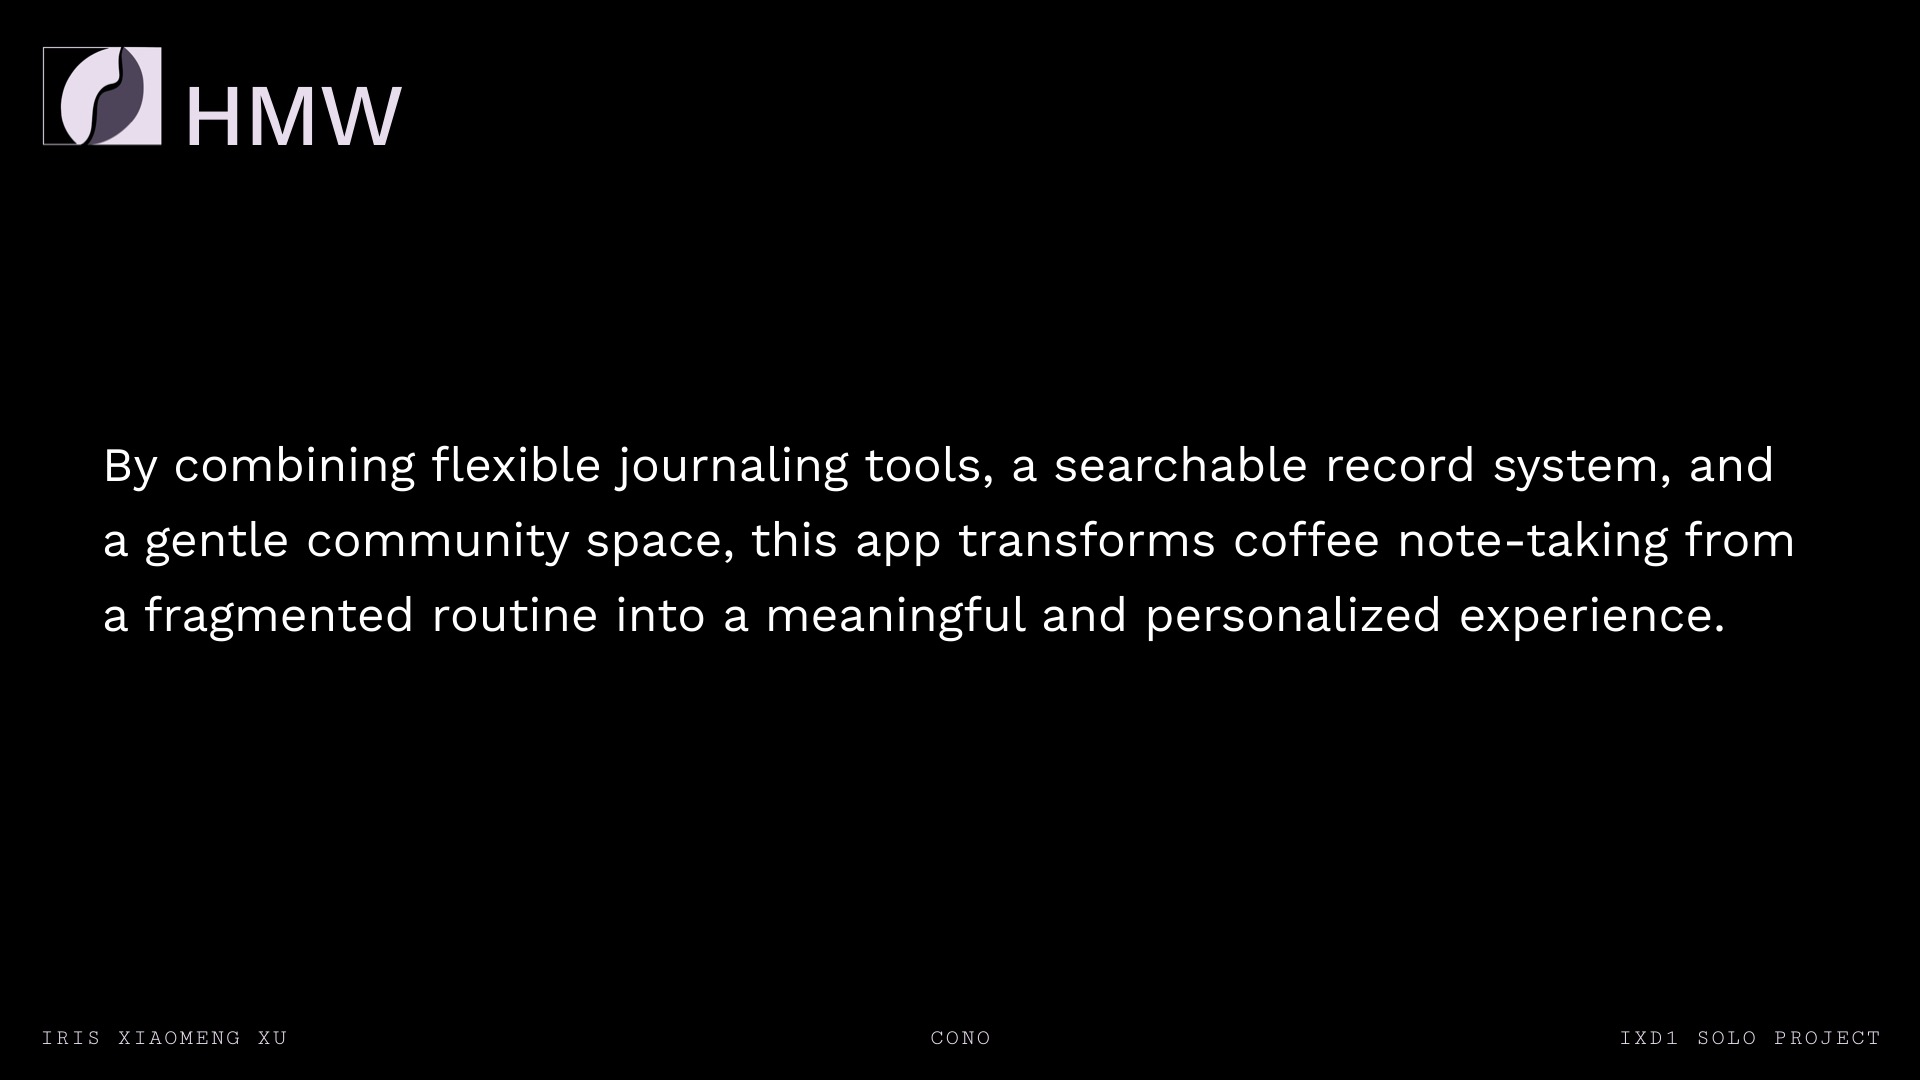 HMW
By combining flexible journaling tools, a searchable record system, and
a gentle community space, this app transforms coffee note-taking from
a fragmented routine into a meaningful and personalized experience.
IRIS XIAOMENG XU
CONO
IXD1 SOLO PROJECT